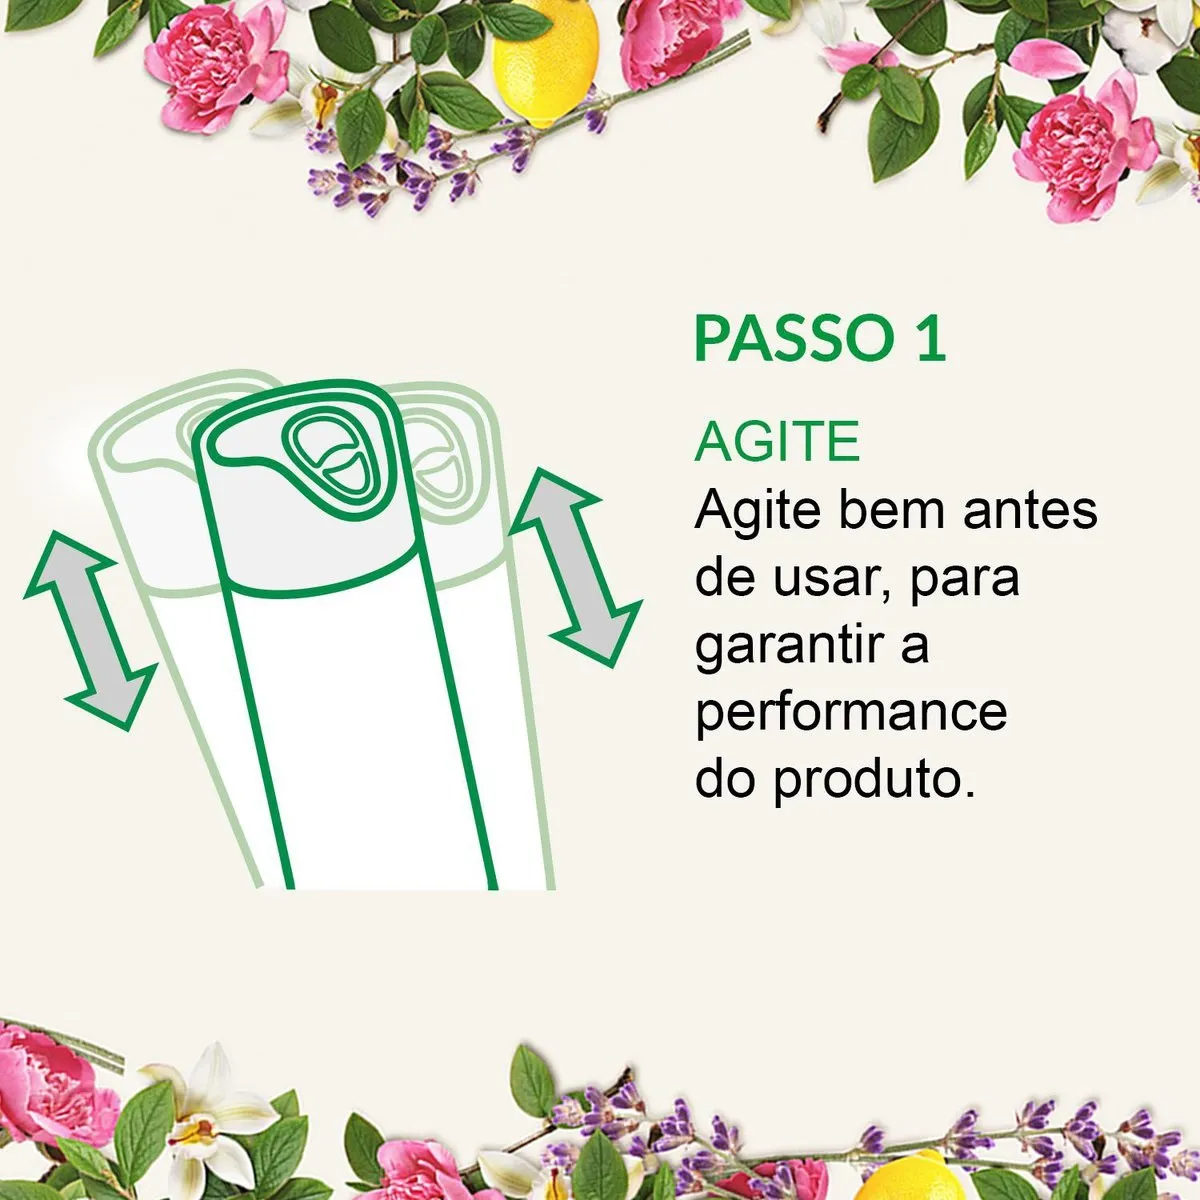 PASSO 1
AGITE
Agite bem antes
de usar, para
garantir a
performance
do produto.